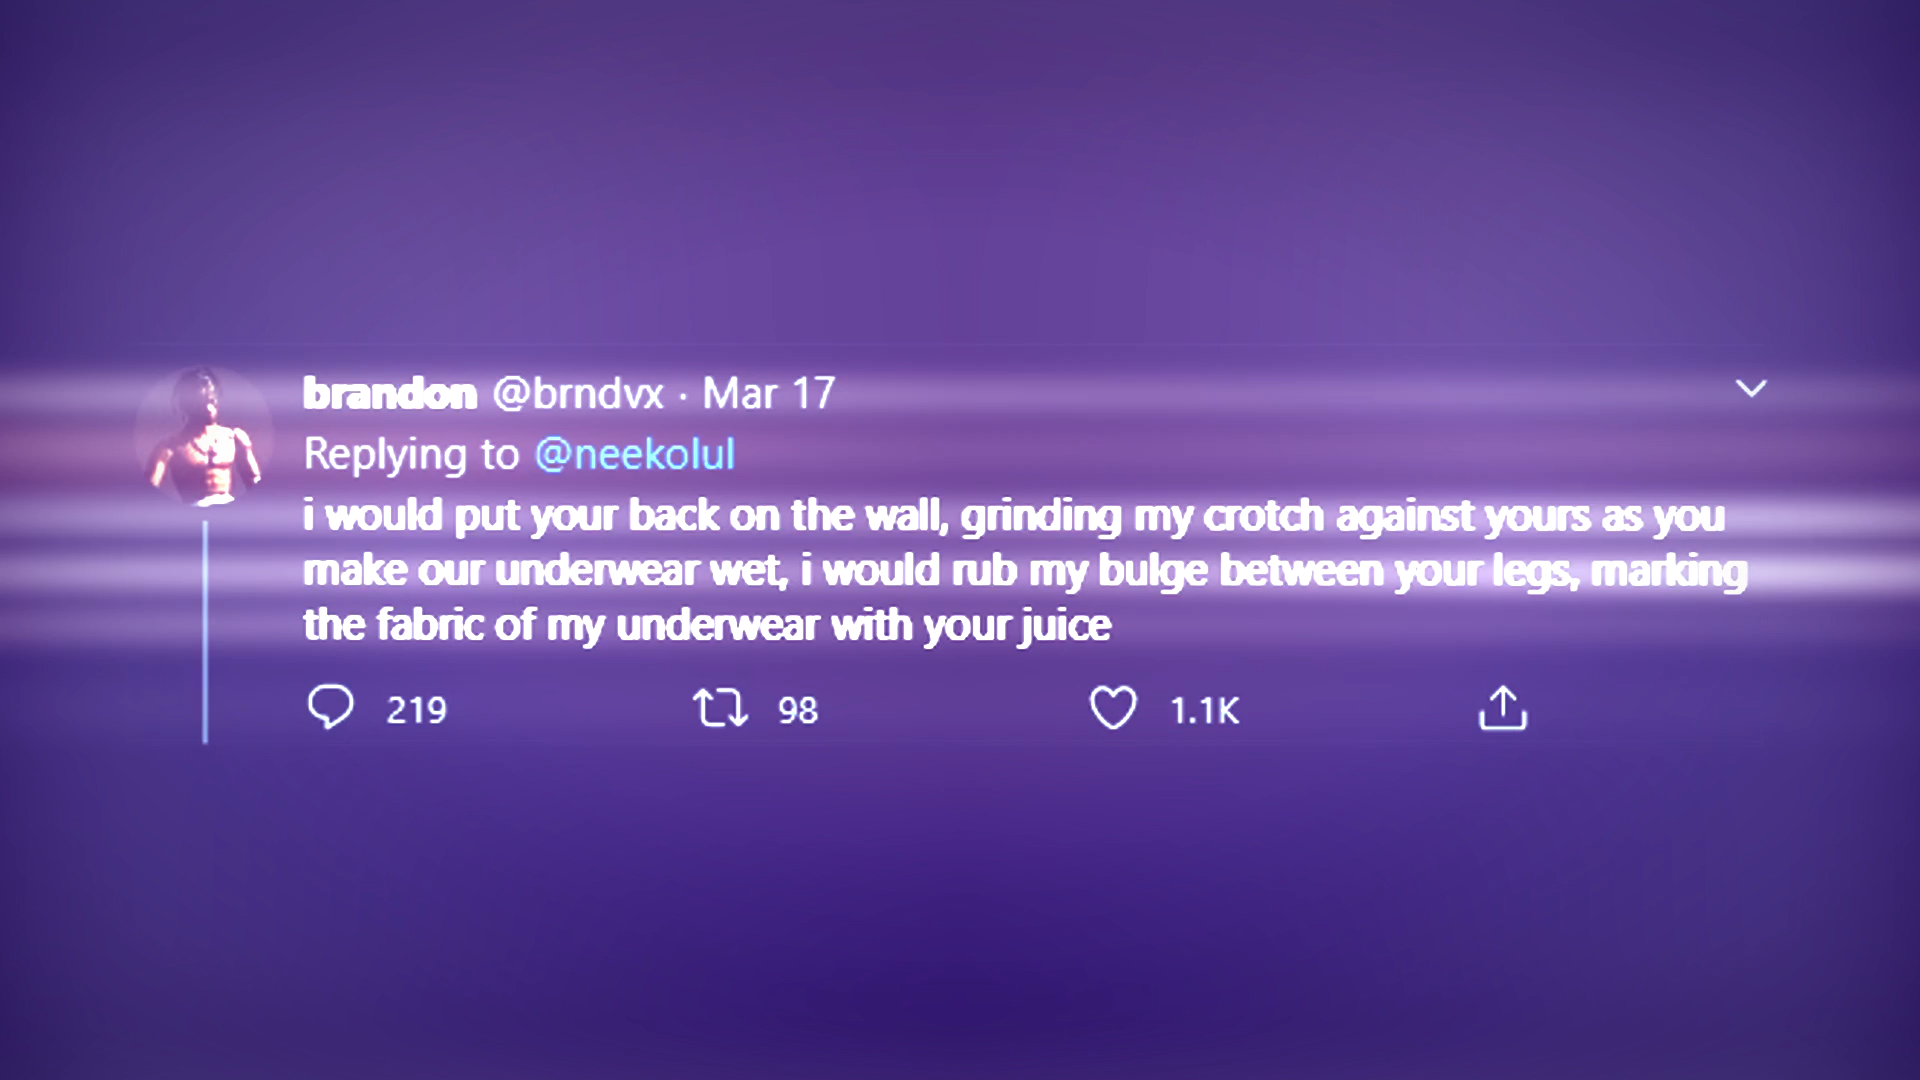 brandon @brndvx · Mar 17
Replying to @neekolul
i would put your back on the wall, grinding my crotch against yours as you
make our underwear wet, i would rub my bulge between your legs, marking
the fabric of my underwear with your juice
219 98 1.1K